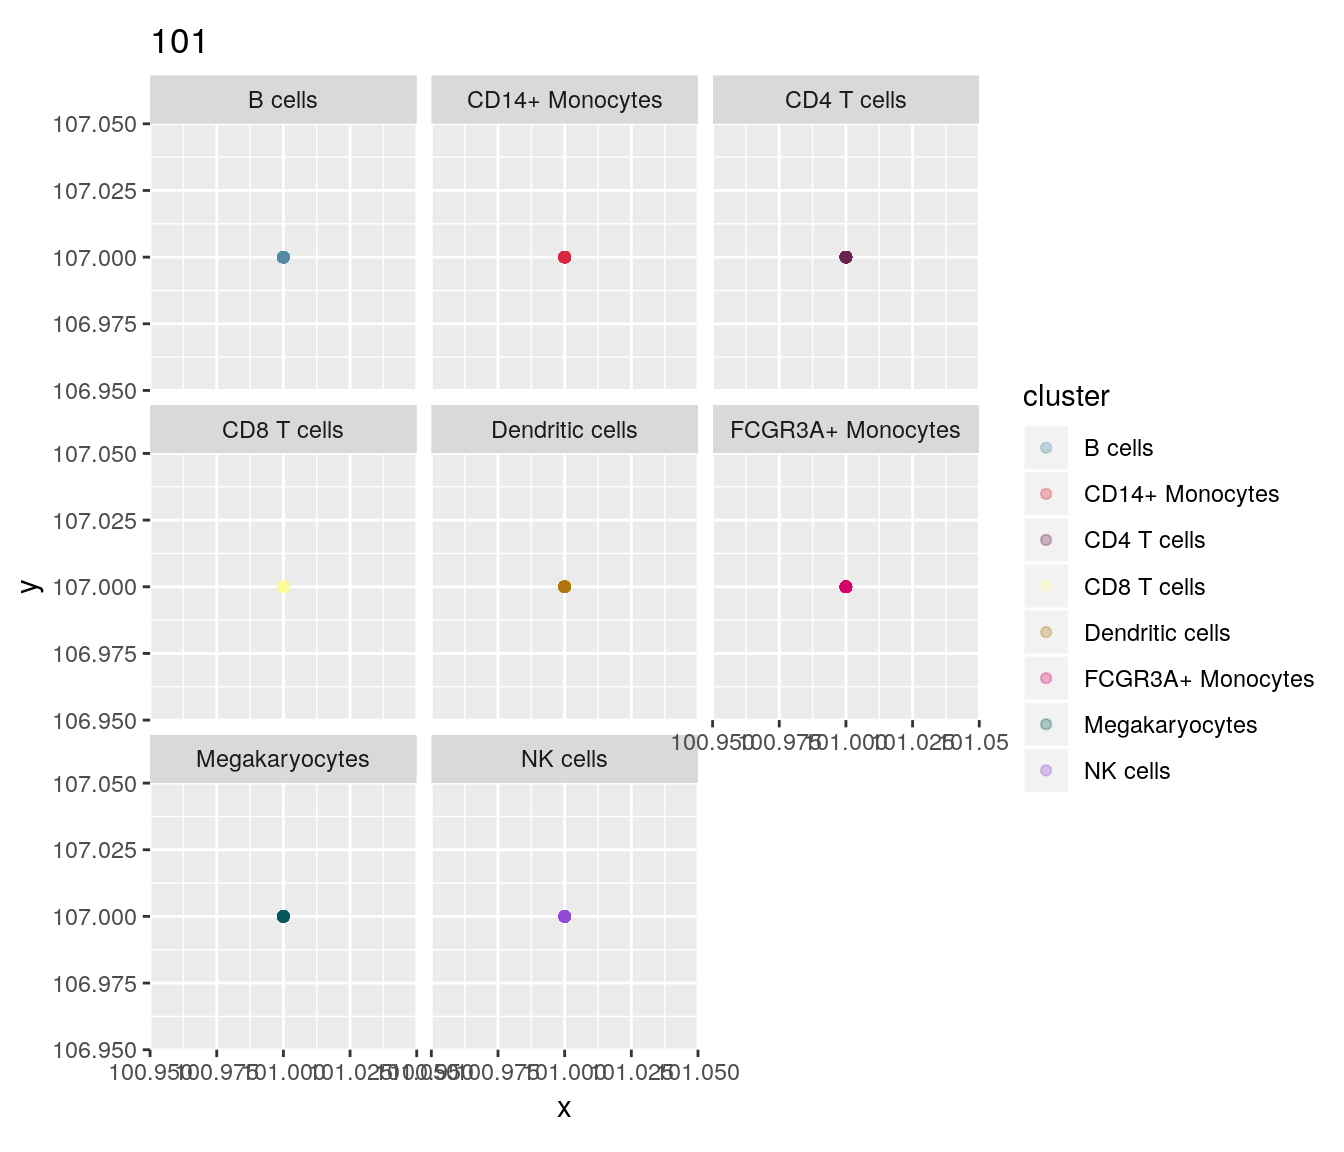 101
B cells
CD14+ Monocytes
CD4 T cells
107.050
107.025
107.000
106.975
106.950
CD8 T cells
Dendritic cells
FCGR3A+ Monocytes
107.050
107.025
107.000
106.975
106.950
100.950 100.975 101.000 101.025 101.05
Megakaryocytes
NK cells
107.050
107.025
107.000
106.975
106.950
100.950 100.975 101.000 101.025 101.050
100.950 100.975 101.000 101.025 101.050
x
y
cluster
B cells
CD14+ Monocytes
CD4 T cells
CD8 T cells
Dendritic cells
FCGR3A+ Monocytes
Megakaryocytes
NK cells